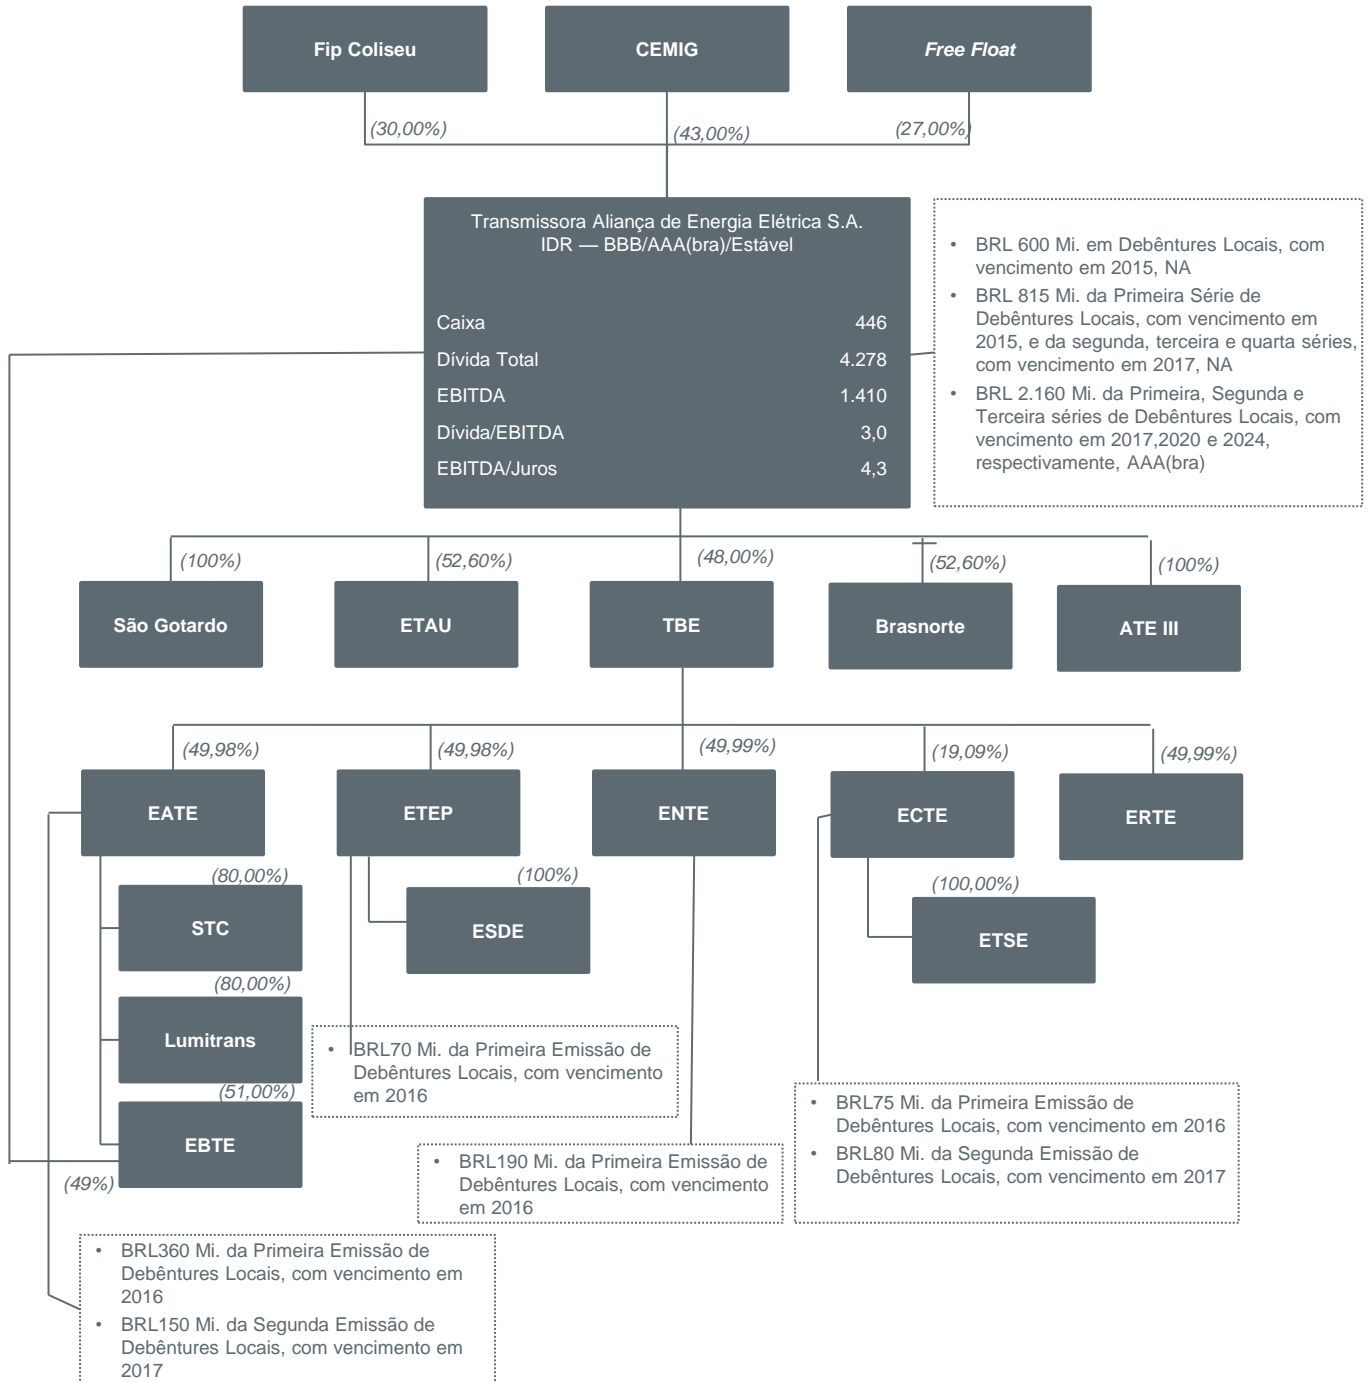 Fip Coliseu
CEMIG
Free Float
(30,00%)
(43,00%)
(27,00%)
Transmissora Aliança de Energia Elétrica S.A.
IDR — BBB/AAA(bra)/Estável
Caixa 446
Dívida Total 4.278
EBITDA 1.410
Dívida/EBITDA 3,0
EBITDA/Juros 4,3
• BRL 600 Mi. em Debêntures Locais, com
vencimento em 2015, NA
• BRL 815 Mi. da Primeira Série de
Debêntures Locais, com vencimento em
2015, e da segunda, terceira e quarta séries,
com vencimento em 2017, NA
• BRL 2.160 Mi. da Primeira, Segunda e
Terceira séries de Debêntures Locais, com
vencimento em 2017,2020 e 2024,
respectivamente, AAA(bra)
(100%)
(52,60%)
(48,00%)
(52,60%)
(100%)
São Gotardo
ETAU
TBE
Brasnorte
ATE III
(49,98%)
(49,98%)
(49,99%)
(19,09%)
(49,99%)
EATE
ETEP
ENTE
ECTE
ERTE
(80,00%)
(100%)
(100,00%)
STC
ESDE
ETSE
(80,00%)
Lumitrans
(51,00%)
EBTE
(49%)
• BRL70 Mi. da Primeira Emissão de
Debêntures Locais, com vencimento
em 2016
• BRL190 Mi. da Primeira Emissão de
Debêntures Locais, com vencimento
em 2016
• BRL75 Mi. da Primeira Emissão de
Debêntures Locais, com vencimento em 2016
• BRL80 Mi. da Segunda Emissão de
Debêntures Locais, com vencimento em 2017
• BRL360 Mi. da Primeira Emissão de
Debêntures Locais, com vencimento em
2016
• BRL150 Mi. da Segunda Emissão de
Debêntures Locais, com vencimento em
2017